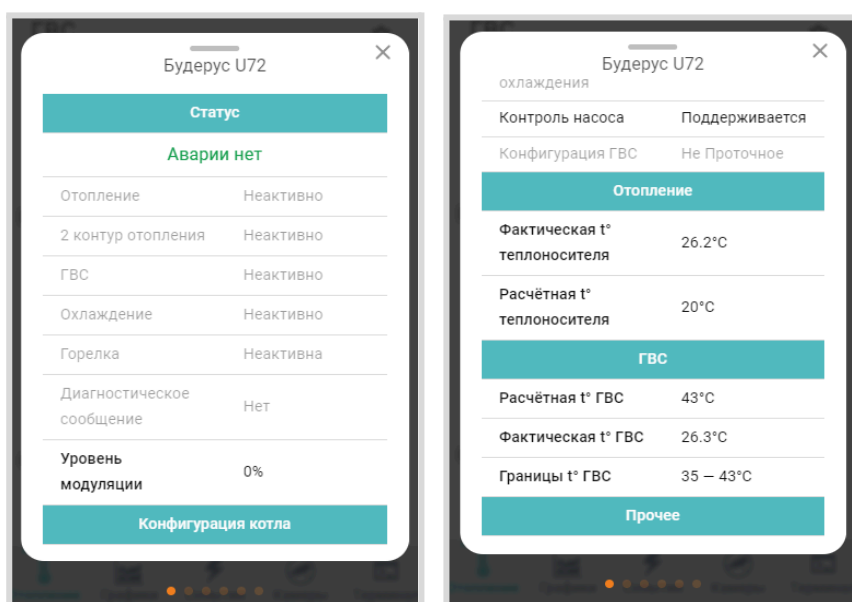 ГВС
Будерус U72
Статус
Аварии нет
Отопление Неактивно
2 контур отопления Неактивно
ГВС Неактивно
Охлаждение Неактивно
Горелка Неактивна
Диагностическое
сообщение Нет
Уровень
модуляции 0%
Конфигурация котла
ГВС
Будерус U72
охлаждения
Контроль насоса Поддерживается
Конфигурация ГВС Не Проточное
Отопление
Фактическая t°
теплоносителя 26.2°C
Расчётная t°
теплоносителя 20°C
ГВС
Расчётная t° ГВС 43°C
Фактическая t° ГВС 26.3°C
Границы t° ГВС 35 — 43°C
Прочее